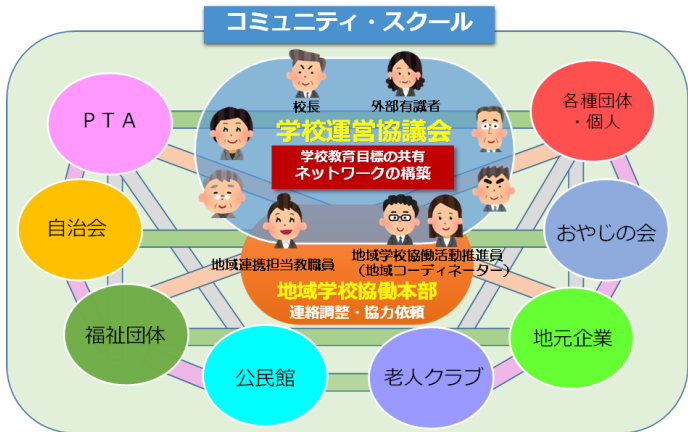 コミュニティ・スクール
校長
外部有識者
学校運営協議会
学校教育目標の共有
ネットワークの構築
PTA
各種団体
・個人
自治会
おやじの会
地域連携担当教職員
地域学校協働活動推進員
（地域コーディネーター）
地域学校協働本部
連絡調整・協力依頼
福祉団体
地元企業
公民館
老人クラブ